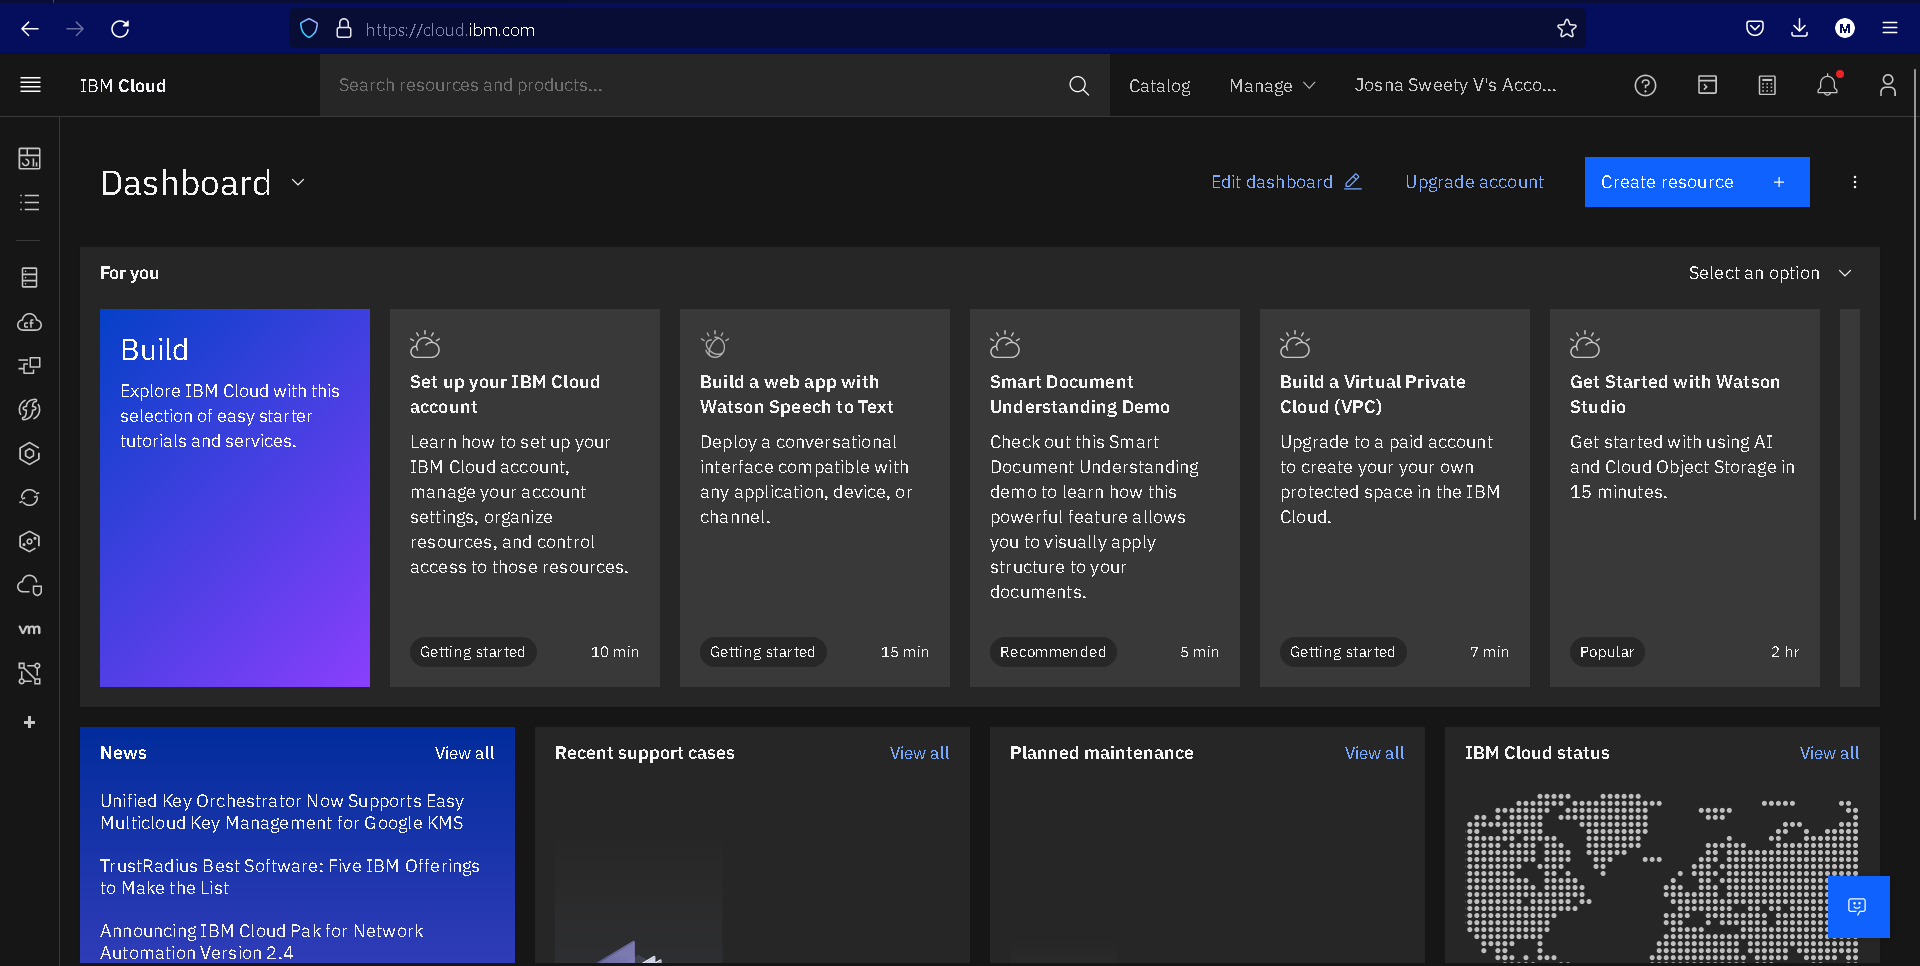 https://cloud.ibm.com
M
IBM Cloud
Search resources and products...
Catalog
Manage
Josna Sweety V's Acco...
Dashboard
Edit dashboard
Upgrade account
Create resource +
For you
Select an option
Build
Explore IBM Cloud with this
selection of easy starter
tutorials and services.
Set up your IBM Cloud
account
Learn how to set up your
IBM Cloud account,
manage your account
settings, organize
resources, and control
access to those resources.
Getting started
10 min
Build a web app with
Watson Speech to Text
Deploy a conversational
interface compatible with
any application, device, or
channel.
Getting started
15 min
Smart Document
Understanding Demo
Check out this Smart
Document Understanding
demo to learn how this
powerful feature allows
you to visually apply
structure to your
documents.
Recommended
5 min
Build a Virtual Private
Cloud (VPC)
Upgrade to a paid account
to create your your own
protected space in the IBM
Cloud.
Getting started
7 min
Get Started with Watson
Studio
Get started with using AI
and Cloud Object Storage in
15 minutes.
Popular
2 hr
cf
vm
News
View all
Unified Key Orchestrator Now Supports Easy
Multicloud Key Management for Google KMS
TrustRadius Best Software: Five IBM Offerings
to Make the List
Announcing IBM Cloud Pak for Network
Automation Version 2.4
Recent support cases
View all
Planned maintenance
View all
IBM Cloud status
View all